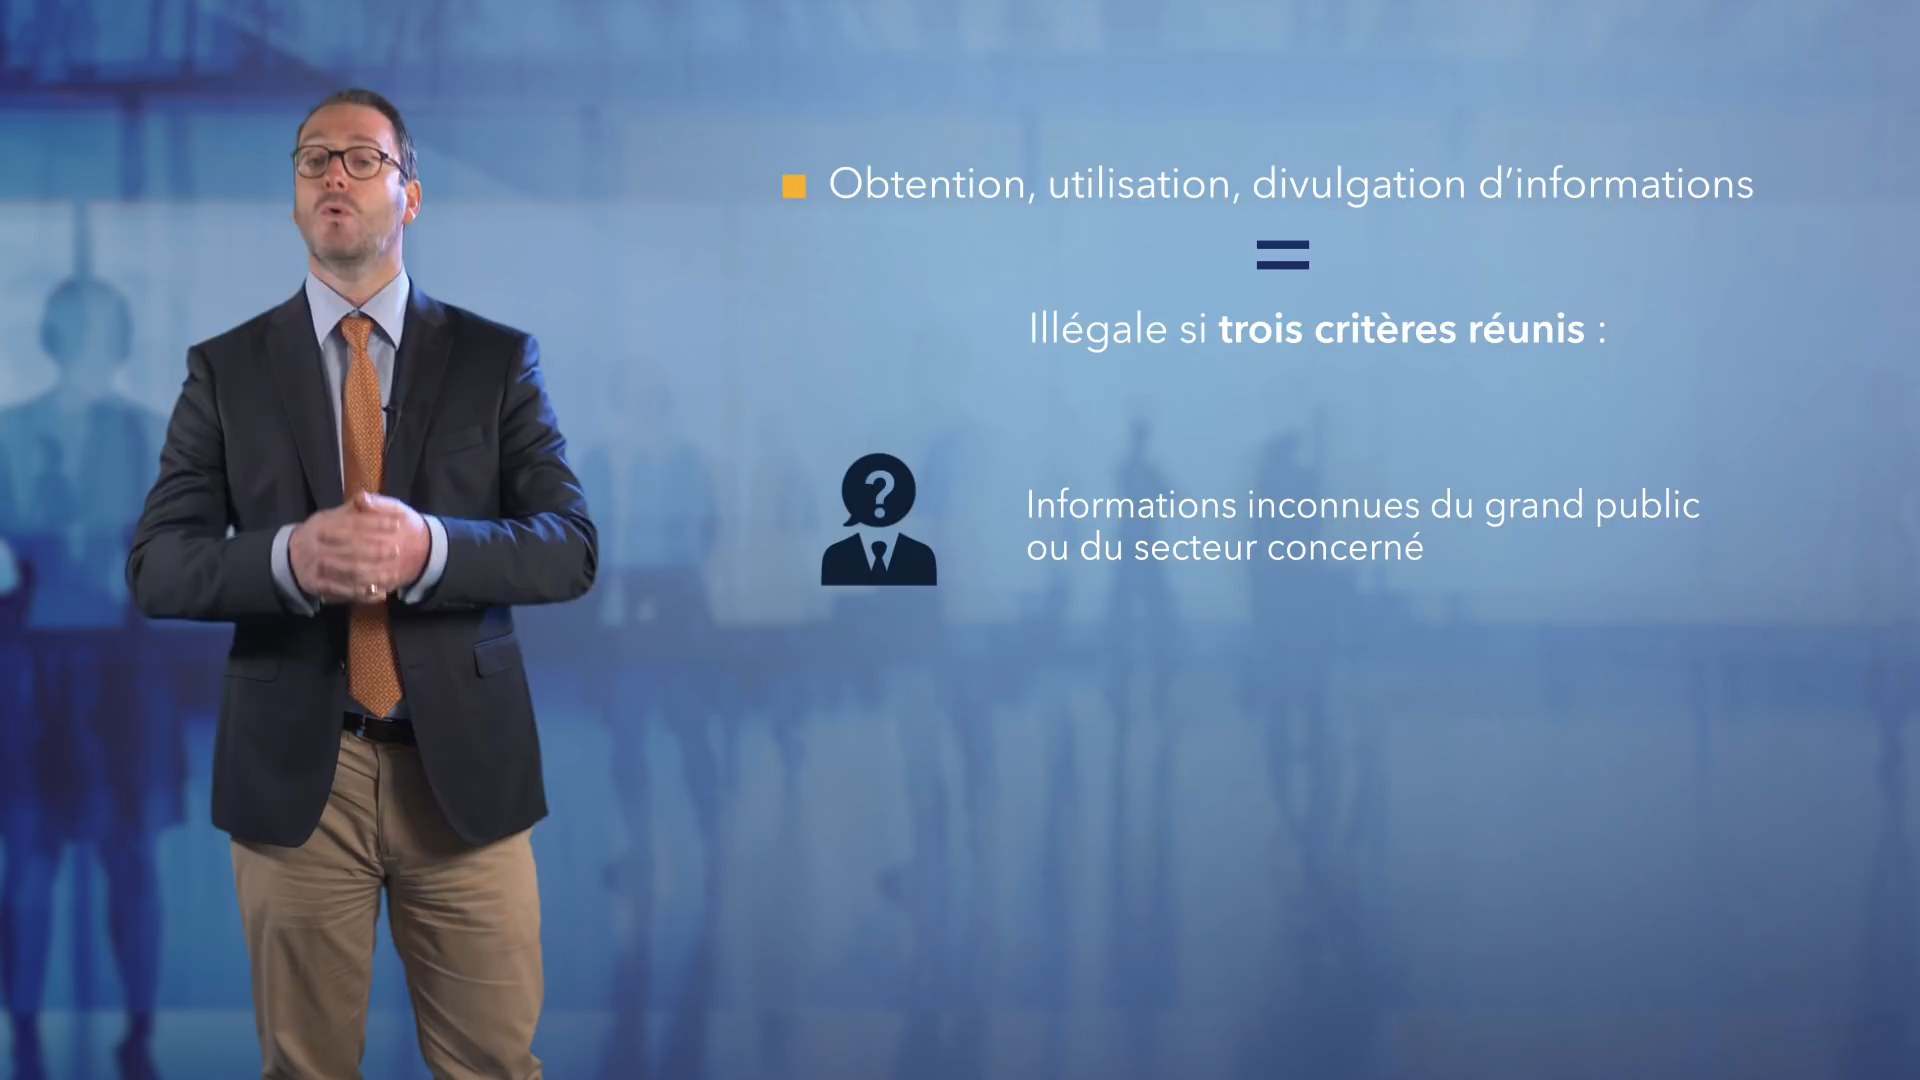 Obtention, utilisation, divulgation d’informations
=
Illégale si trois critères réunis :
?
Informations inconnues du grand public
ou du secteur concerné